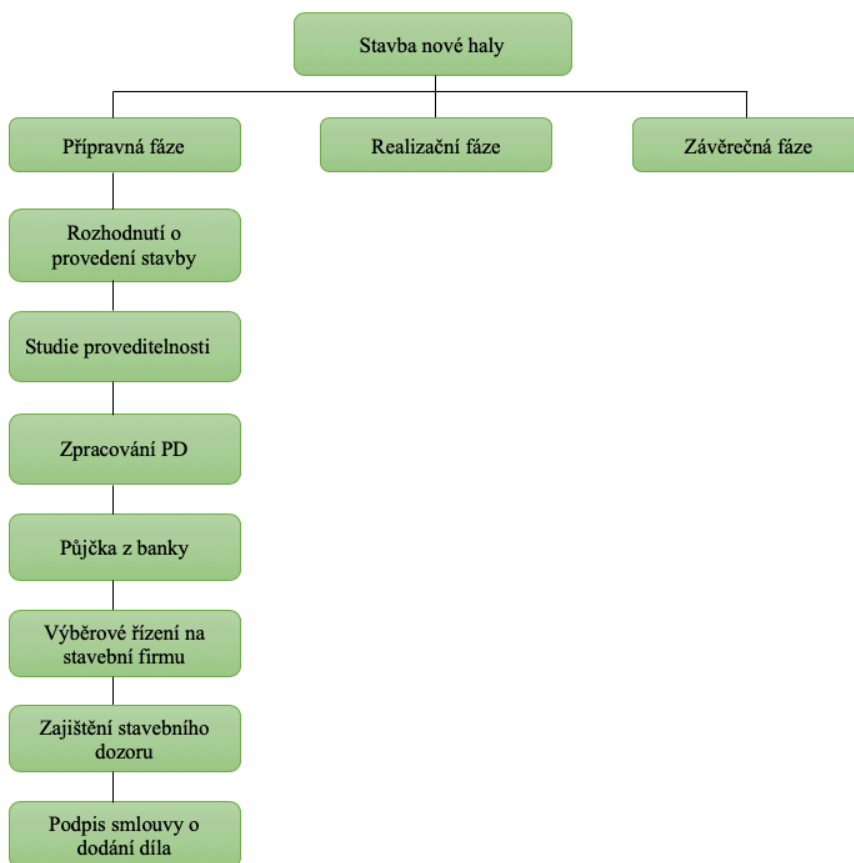 Stavba nové haly
Přípravná fáze
Realizační fáze
Závěrečná fáze
Rozhodnutí o
provedení stavby
Studie proveditelnosti
Zpracování PD
Půjčka z banky
Výběrové řízení na
stavební firmu
Zajištění stavebního
dozoru
Podpis smlouvy o
dodání díla